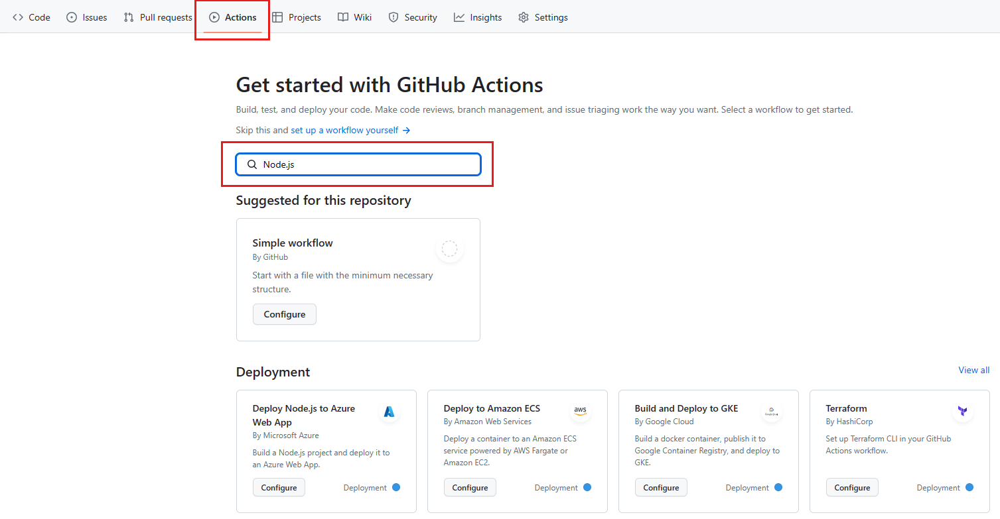 Code Issues Pull requests Actions Projects Wiki Security Insights Settings
Get started with GitHub Actions
Build, test, and deploy your code. Make code reviews, branch management, and issue triaging work the way you want. Select a workflow to get started.
Skip this and set up a workflow yourself →
Node.js
Suggested for this repository
Simple workflow
By GitHub
Start with a file with the minimum necessary
structure.
Configure
Deployment
View all
Deploy Node.js to Azure
Web App
By Microsoft Azure
Build a Node.js project and deploy it to
an Azure Web App.
Configure
Deployment
Deploy to Amazon ECS
aws
By Amazon Web Services
Deploy a container to an Amazon ECS
service powered by AWS Fargate or
Amazon EC2.
Configure
Deployment
Build and Deploy to GKE
By Google Cloud
Build a docker container, publish it to
Google Container Registry, and deploy to
GKE.
Configure
Deployment
Terraform
By HashiCorp
Set up Terraform CLI in your GitHub
Actions workflow.
Configure
Deployment